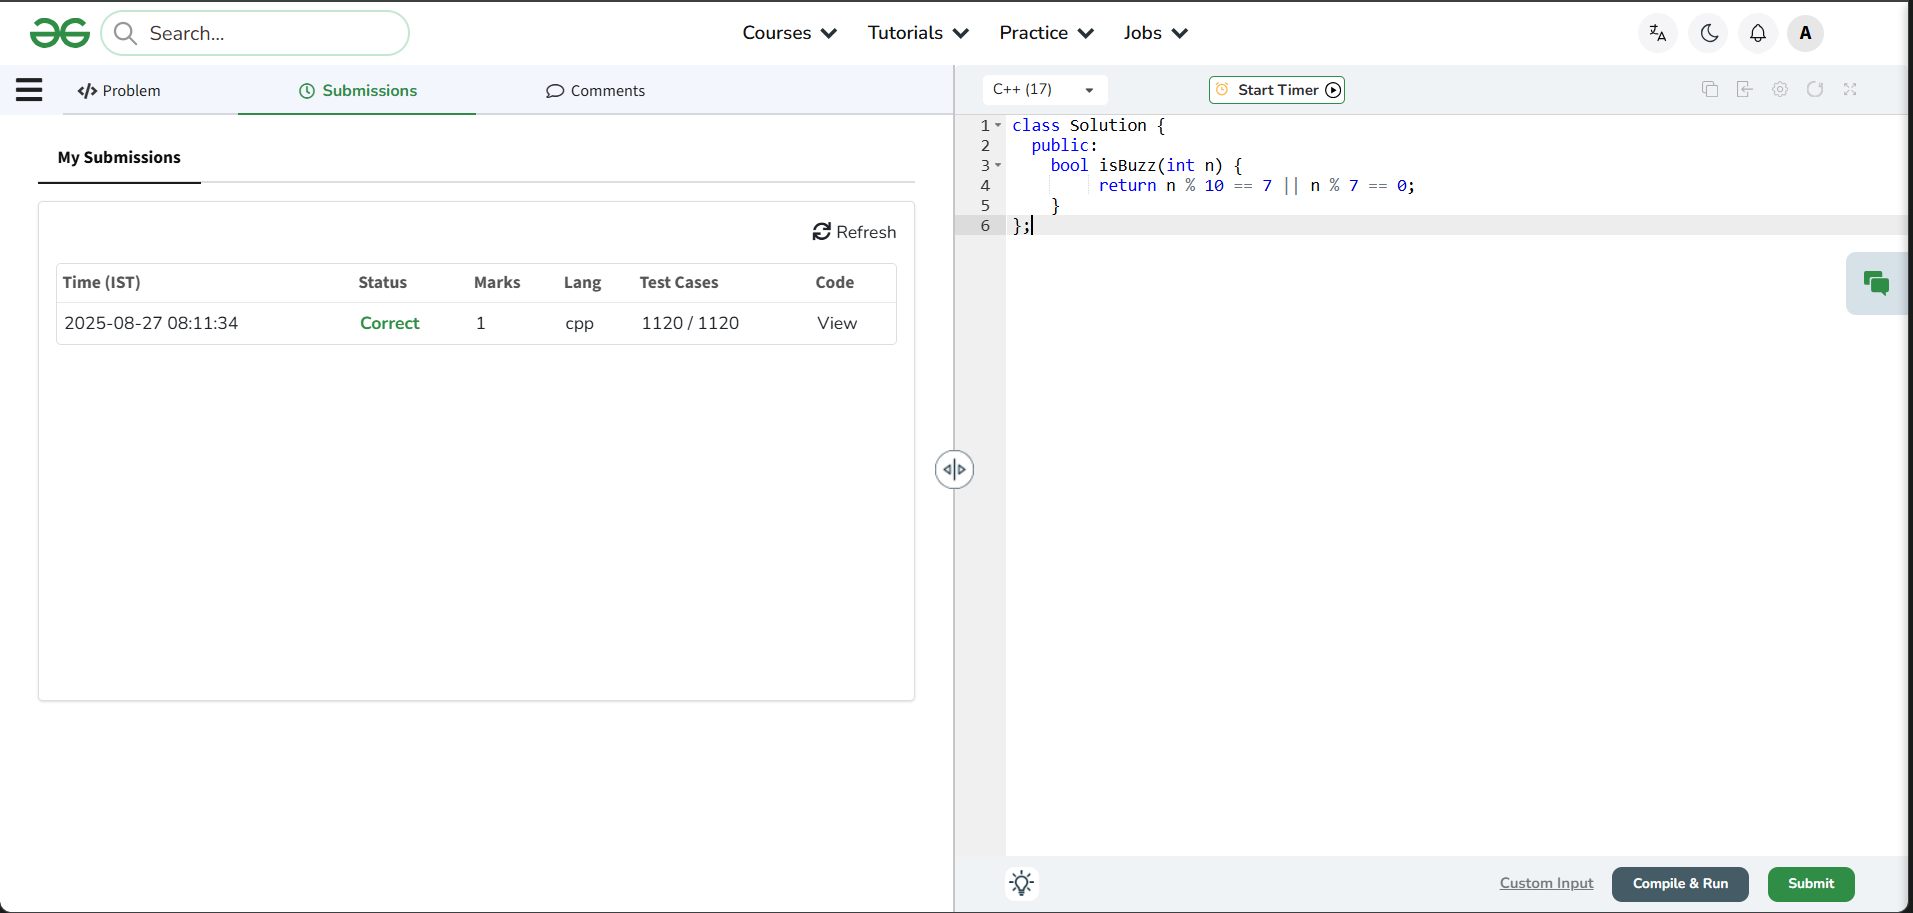 Search...
Courses Tutorials Practice Jobs A
Problem Submissions Comments
C++ (17) Start Timer
My Submissions
Refresh
Time (IST) Status Marks Lang Test Cases Code
2025-08-27 08:11:34 Correct 1 cpp 1120 / 1120 View
1 class Solution {
2 public:
3 bool isBuzz(int n) {
4 return n % 10 == 7 || n % 7 == 0;
5 }
6 };
Custom Input Compile & Run Submit